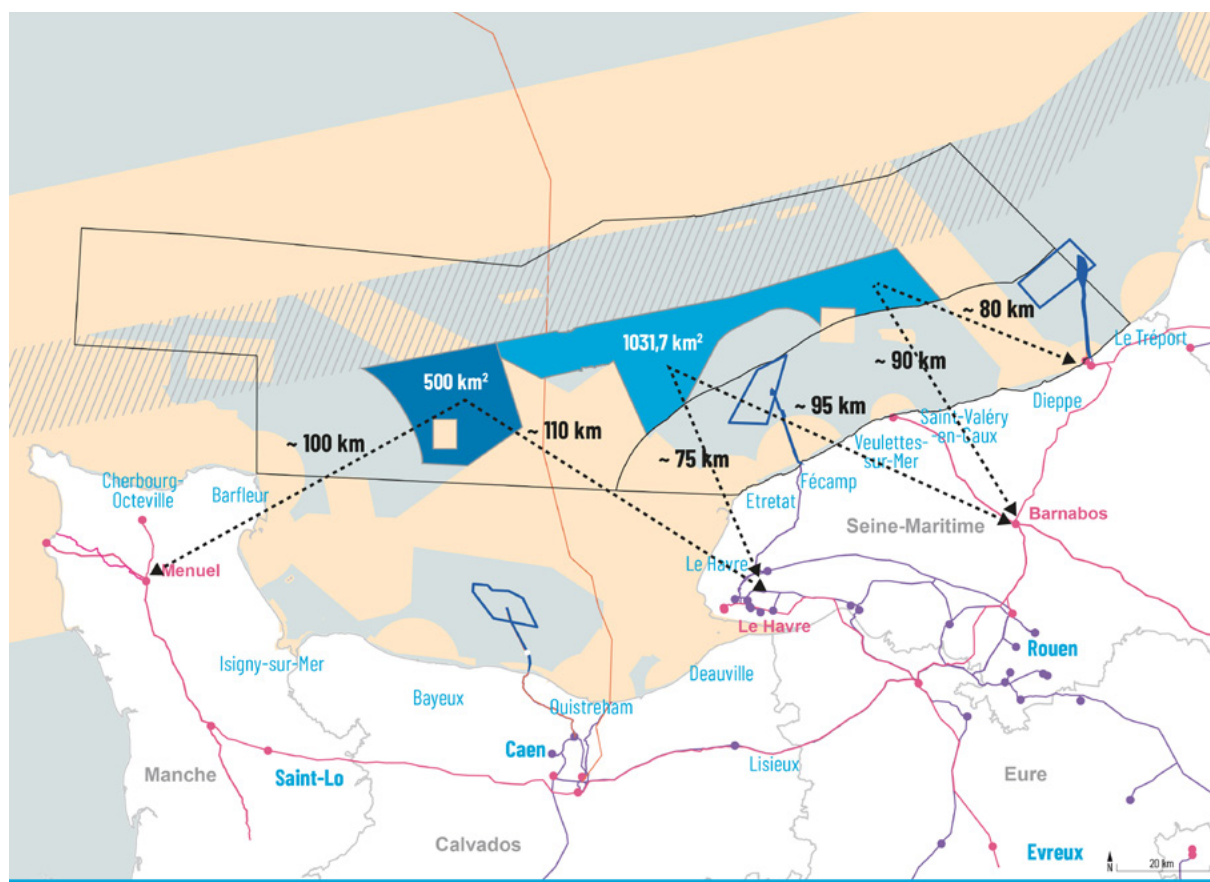 ~ 80 km
Le Tréport
1031,7 km²
~ 90 km
500 km²
Dieppe
~ 95 km
Saint-Valéry
-en-Caux
~ 110 km
~ 100 km
Veulettes-
sur-Mer
~ 75 km
Cherbourg-
Octeville
Barfleur
Fécamp
Etretat
Barnabos
Seine-Maritime
Le Havre
Menuel
Le Havre
Rouen
Isigny-sur-Mer
Deauville
Bayeux
Ouistreham
Caen
Lisieux
Manche
Saint-Lo
Eure
Calvados
Evreux
N
20 km